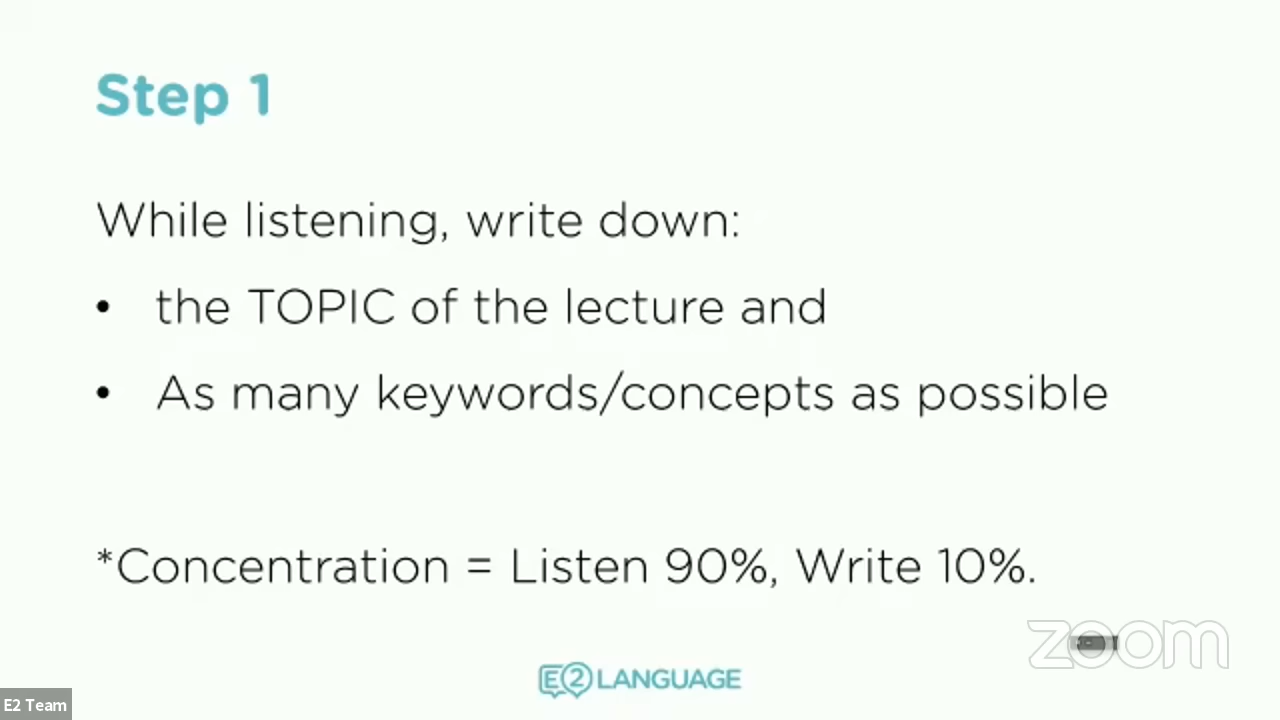 Step 1
While listening, write down:
• the TOPIC of the lecture and
• As many keywords/concepts as possible
*Concentration = Listen 90%, Write 10%.
zoom
E2 LANGUAGE
E2 Team